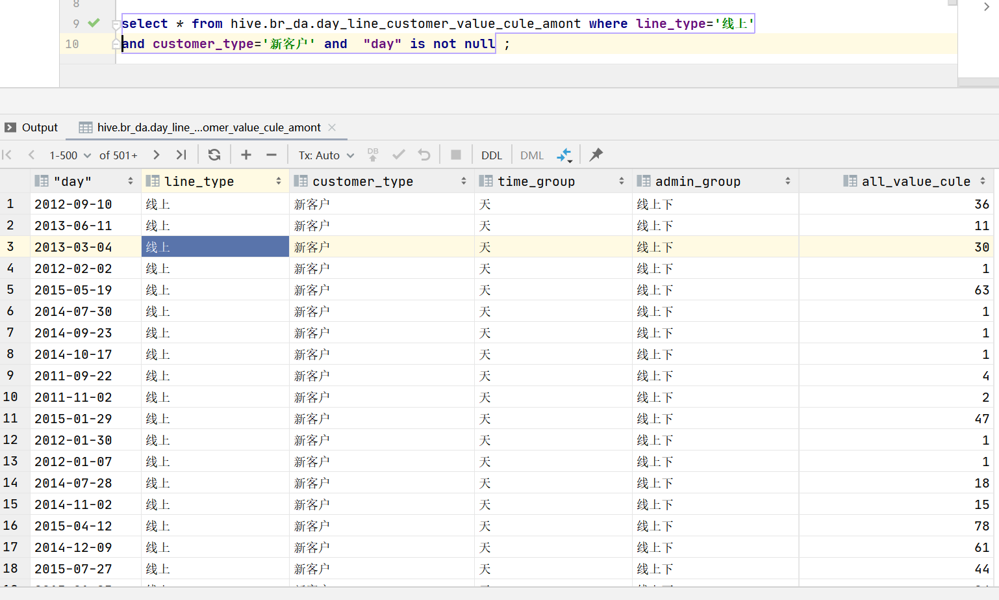 8
9 select * from hive.br_da.day_line_customer_value_cule_amont where line_type='线上'
10 and customer_type='新客户' and "day" is not null ;
Output hive.br_da.day_line_...omer_value_cule_amont
1-500 of 501+ Tx: Auto DB DDL DML
"day" line_type customer_type time_group admin_group all_value_cule
1 2012-09-10 线上 新客户 天 线上下 36
2 2013-06-11 线上 新客户 天 线上下 11
3 2013-03-04 线上 新客户 天 线上下 30
4 2012-02-02 线上 新客户 天 线上下 1
5 2015-05-19 线上 新客户 天 线上下 63
6 2014-07-30 线上 新客户 天 线上下 1
7 2014-09-23 线上 新客户 天 线上下 1
8 2014-10-17 线上 新客户 天 线上下 1
9 2011-09-22 线上 新客户 天 线上下 4
10 2011-11-02 线上 新客户 天 线上下 2
11 2015-01-29 线上 新客户 天 线上下 47
12 2012-01-30 线上 新客户 天 线上下 1
13 2012-01-07 线上 新客户 天 线上下 1
14 2014-07-28 线上 新客户 天 线上下 18
15 2014-11-02 线上 新客户 天 线上下 15
16 2015-04-12 线上 新客户 天 线上下 78
17 2014-12-09 线上 新客户 天 线上下 61
18 2015-07-27 线上 新客户 天 线上下 44